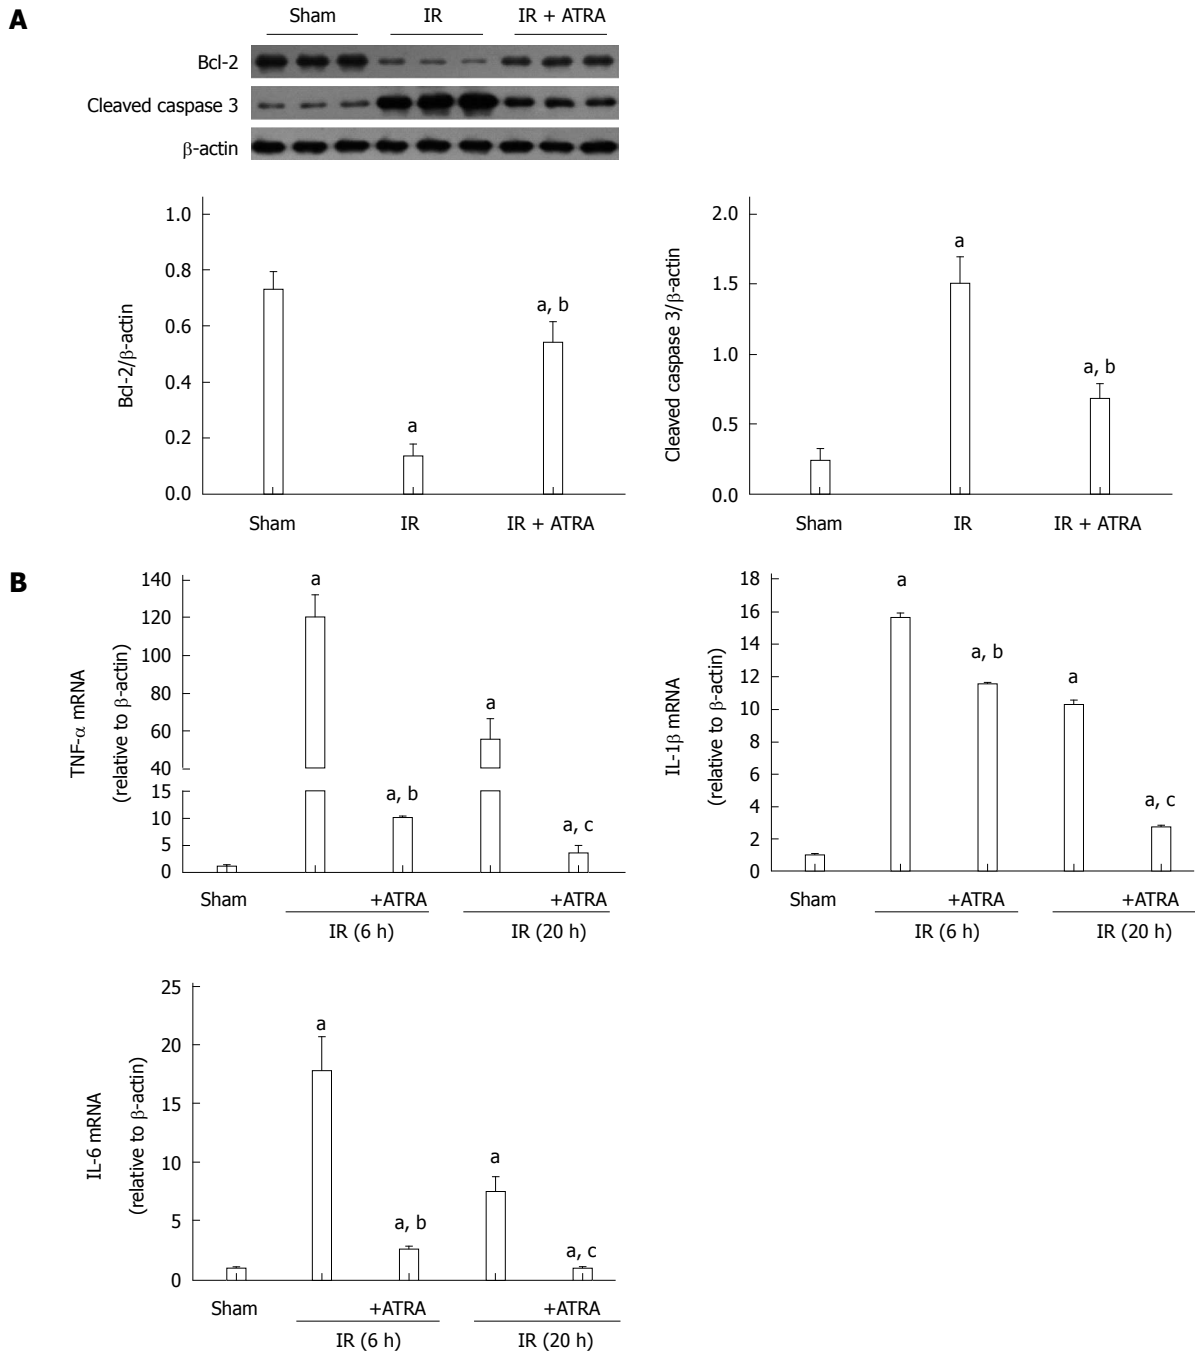 A
Sham IR IR + ATRA
Bcl-2
Cleaved caspase 3
β-actin
Bcl-2/β-actin
1.0
0.8
0.6
0.4
0.2
0.0
a
a, b
Sham IR IR + ATRA
Cleaved caspase 3/β-actin
2.0
1.5
1.0
0.5
0.0
a
a, b
Sham IR IR + ATRA
B
TNF-α mRNA
(relative to β-actin)
140
120
100
80
60
40
15
10
5
0
a
a, b
a
a, c
Sham +ATRA +ATRA
IR (6 h) IR (20 h)
IL-1β mRNA
(relative to β-actin)
18
16
14
12
10
8
6
4
2
0
a
a, b
a
a, c
Sham +ATRA +ATRA
IR (6 h) IR (20 h)
IL-6 mRNA
(relative to β-actin)
25
20
15
10
5
0
a
a, b
a
a, c
Sham +ATRA +ATRA
IR (6 h) IR (20 h)